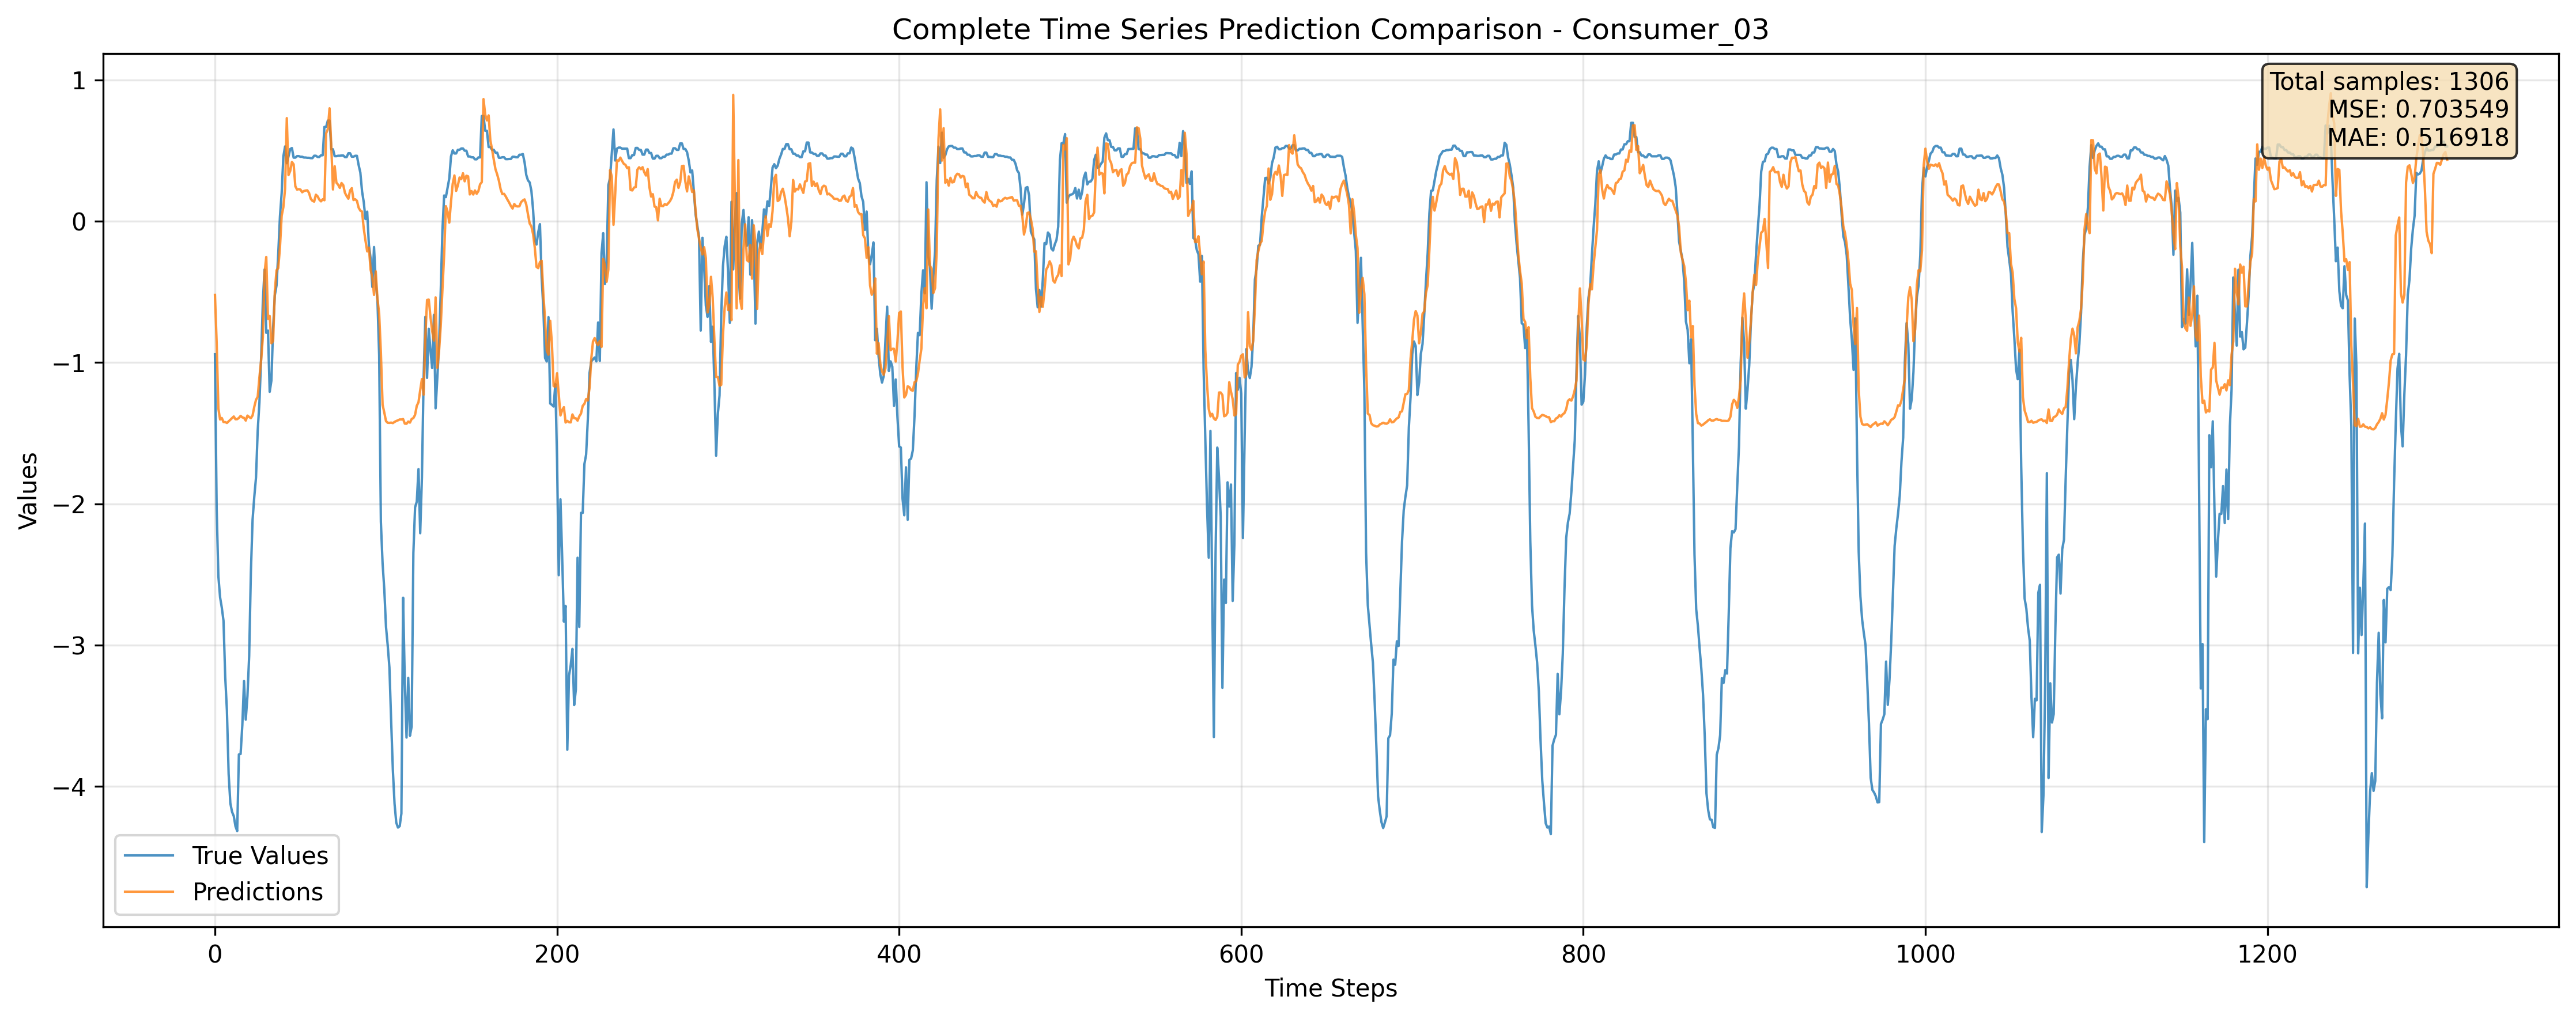 Complete Time Series Prediction Comparison - Consumer_03
Total samples: 1306
MSE: 0.703549
MAE: 0.516918
1
0
−1
−2
−3
−4
Values
True Values
Predictions
0
200
400
600
800
1000
1200
Time Steps